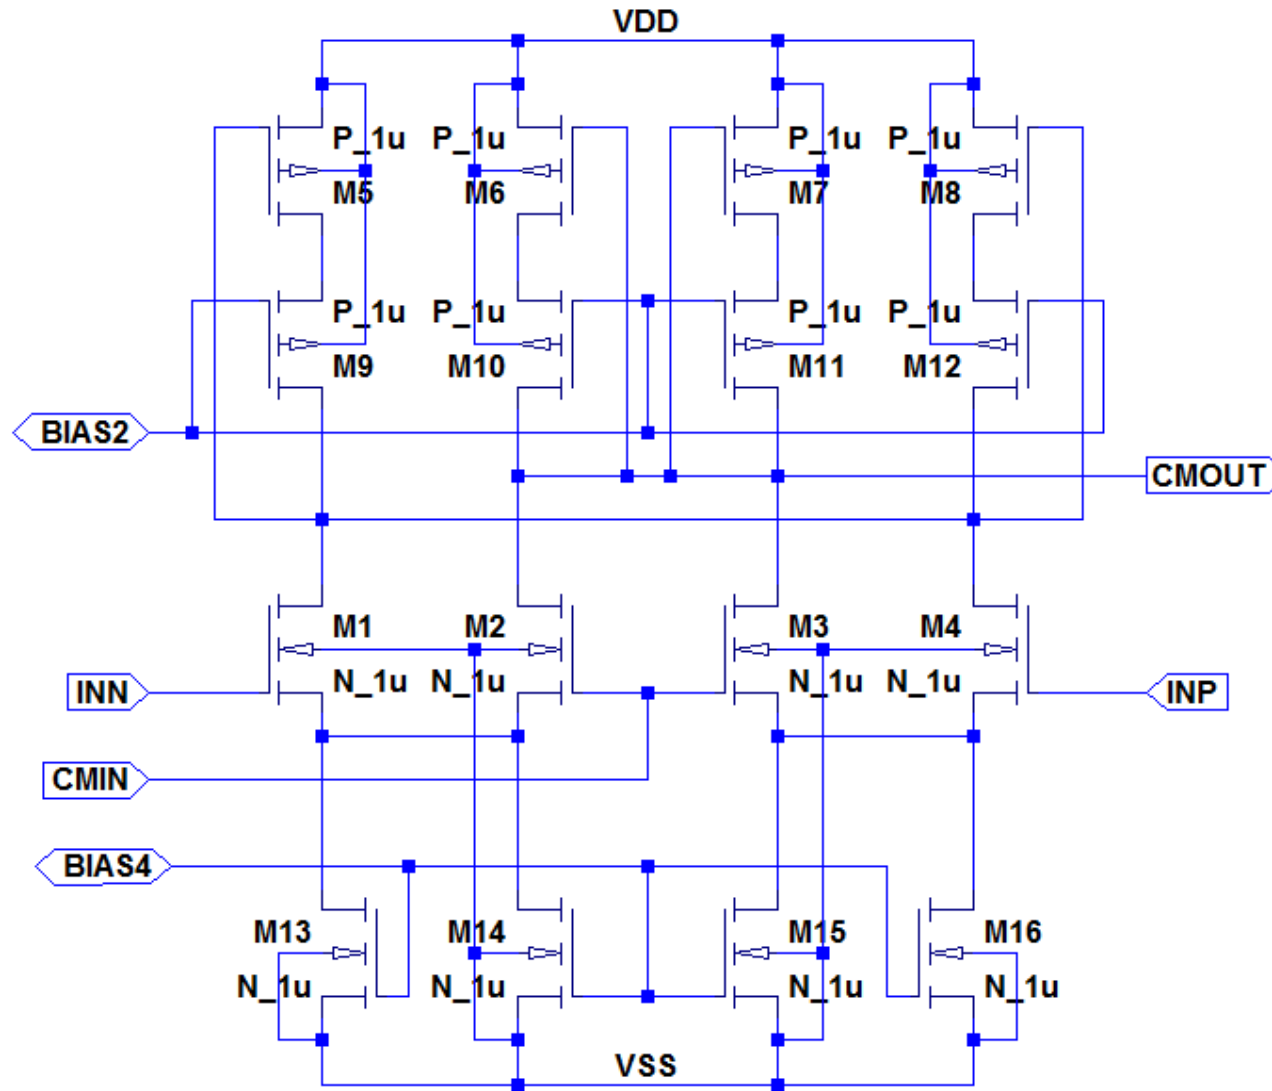 VDD
P_1u P_1u P_1u P_1u
M5 M6 M7 M8
P_1u P_1u P_1u P_1u
M9 M10 M11 M12
BIAS2
CMOUT
M1 M2 M3 M4
N_1u N_1u N_1u N_1u
INN INP
CMIN
BIAS4
M13 M14 M15 M16
N_1u N_1u N_1u N_1u
VSS